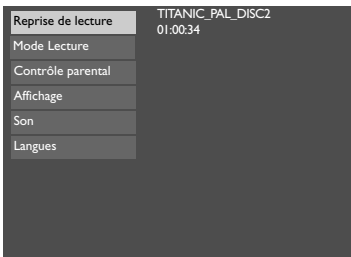 Reprise de lecture
Mode Lecture
Contrôle parental
Affichage
Son
Langues
TITANIC_PAL_DISC2
01:00:34